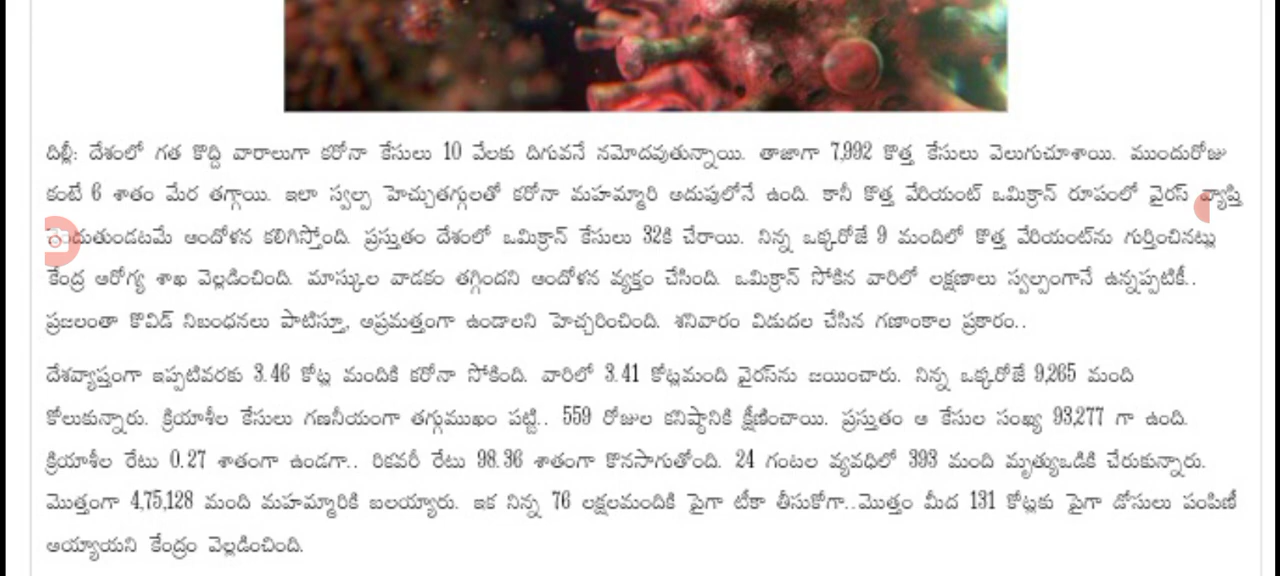 దిల్లీ: దేశంలో గత కొద్ది వారాలుగా కరోనా కేసులు 10 వేలకు దిగువనే నమోదవుతున్నాయి. తాజాగా 7,992 కొత్త కేసులు వెలుగుచూశాయి. ముందురోజు
కంటే 6 శాతం మేర తగ్గాయి. ఇలా స్వల్ప హెచ్చుతగ్గులతో కరోనా మహమ్మారి అదుపులోనే ఉంది. కానీ కొత్త వేరియంట్ ఒమిక్రాన్ రూపంలో వైరస్ వ్యాప్తి
ఆందోళన కలిగిస్తోంది. ప్రస్తుతం దేశంలో ఒమిక్రాన్ కేసులు 32కి చేరాయి. నిన్న ఒక్కరోజే 9 మందిలో కొత్త వేరియంట్‌ను గుర్తించినట్లు
కేంద్ర ఆరోగ్య శాఖ వెల్లడించింది. మాస్కుల వాడకం తగ్గిందని ఆందోళన వ్యక్తం చేసింది. ఒమిక్రాన్ సోకిన వారిలో లక్షణాలు స్వల్పంగానే ఉన్నప్పటికీ..
ప్రజలంతా కొవిడ్ నిబంధనలు పాటిస్తూ, అప్రమత్తంగా ఉండాలని హెచ్చరించింది. శనివారం విడుదల చేసిన గణాంకాల ప్రకారం..
దేశవ్యాప్తంగా ఇప్పటివరకు 3.46 కోట్ల మందికి కరోనా సోకింది. వారిలో 3.41 కోట్లమంది వైరస్‌ను జయించారు. నిన్న ఒక్కరోజే 9,265 మంది
కోలుకున్నారు. క్రియాశీల కేసులు గణనీయంగా తగ్గుముఖం పట్టి.. 559 రోజుల కనిష్ఠానికి క్షీణించాయి. ప్రస్తుతం ఆ కేసుల సంఖ్య 93,277 గా ఉంది.
క్రియాశీల రేటు 0.27 శాతంగా ఉండగా.. రికవరీ రేటు 98.36 శాతంగా కొనసాగుతోంది. 24 గంటల వ్యవధిలో 393 మంది మృత్యుఒడికి చేరుకున్నారు.
మొత్తంగా 4,75,128 మంది మహమ్మారికి బలయ్యారు. ఇక నిన్న 76 లక్షలమందికి పైగా టీకా తీసుకోగా..మొత్తం మీద 131 కోట్లకు పైగా డోసులు పంపిణీ
అయ్యాయని కేంద్రం వెల్లడించింది.